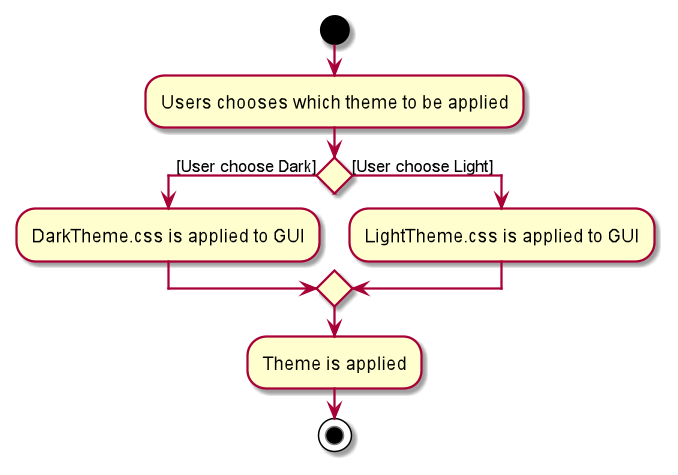 Users chooses which theme to be applied
[User choose Dark]
[User choose Light]
DarkTheme.css is applied to GUI
LightTheme.css is applied to GUI
Theme is applied